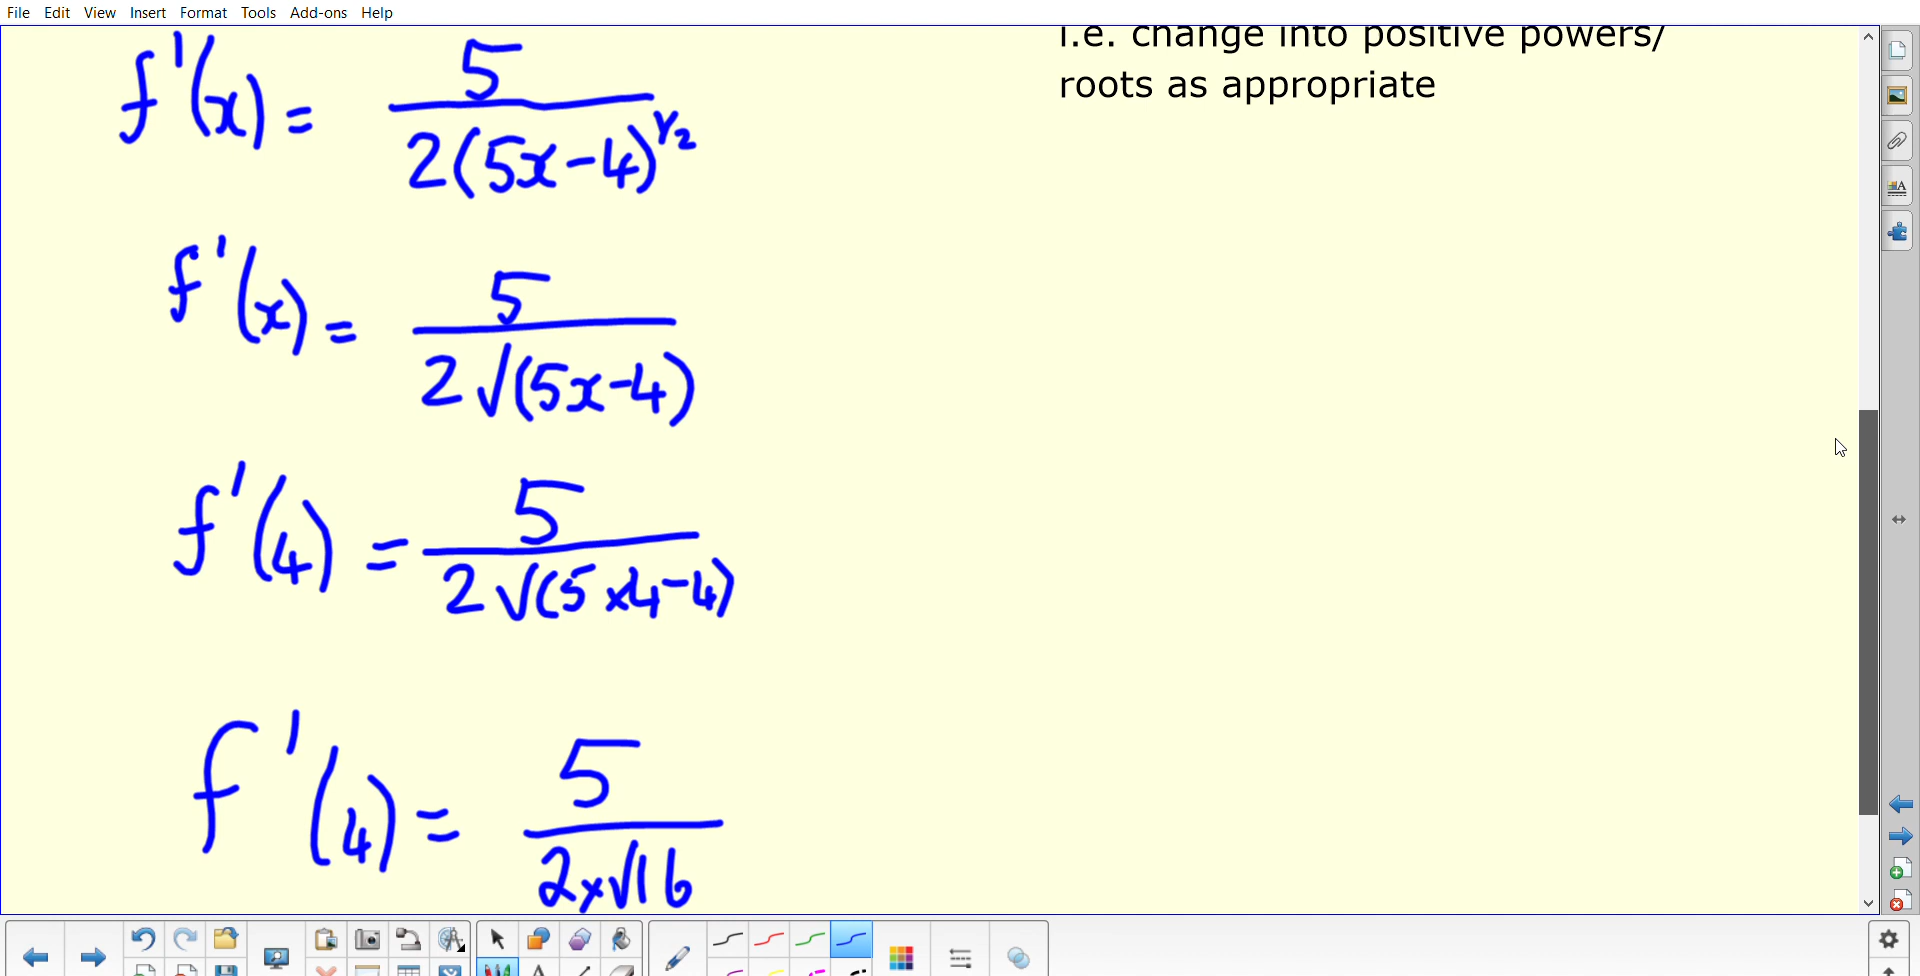 File Edit View Insert Format Tools Add-ons Help
i.e. change into positive powers/
roots as appropriate
f'(x) = 5 / 2(5x-4)^1/2
f'(x) = 5 / 2√(5x-4)
f'(4) = 5 / 2√(5×4-4)
f'(4) = 5 / 2×√16